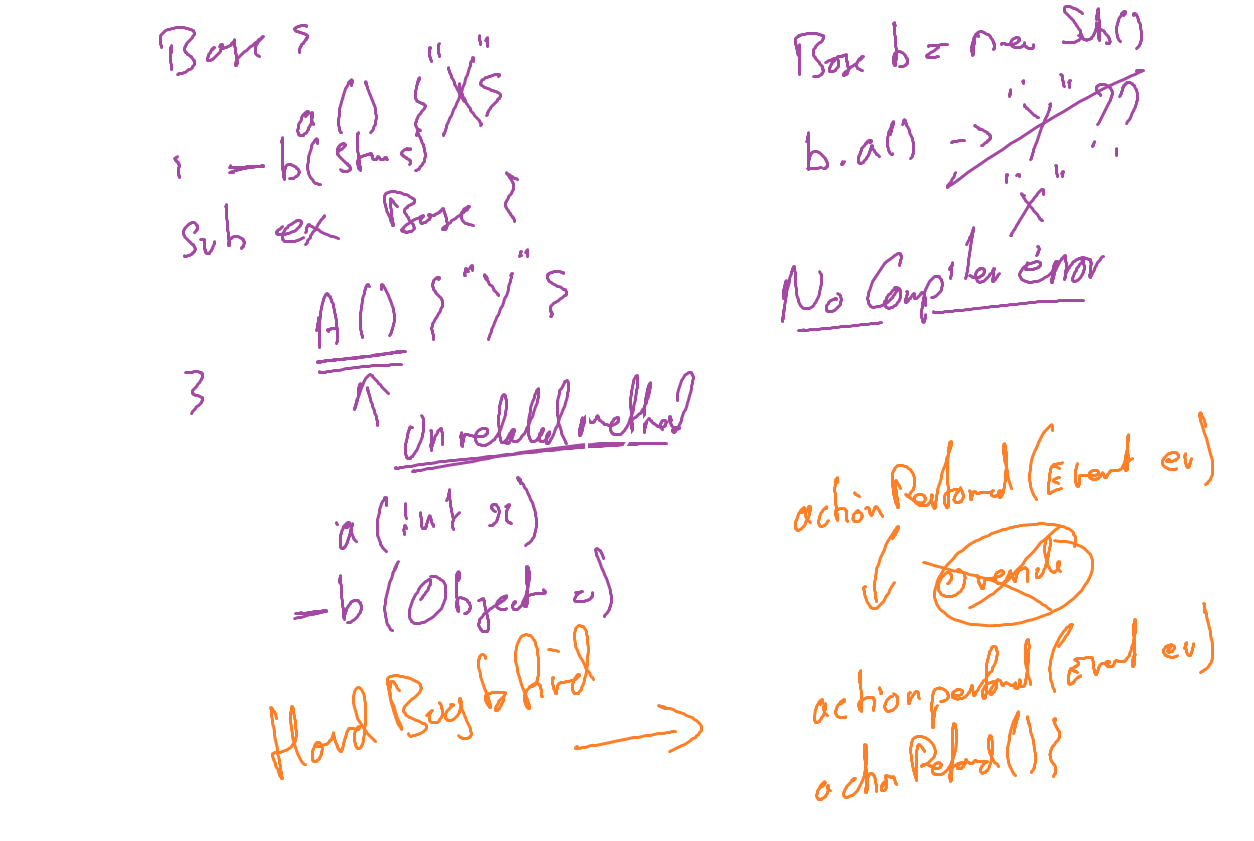 Base {
a() { "X" }
} - b(String s)
Sub ex Base {
A() { "Y" }
}
Unrelated method
a(int x)
- b(Object o)
Hard Bug to find
Base b = new Sub()
b.a() -> "Y" ??
"X"
No Compiler error
actionPerformed(Event ev)
Override
actionperformed(Event ev)
actionPerformed(){